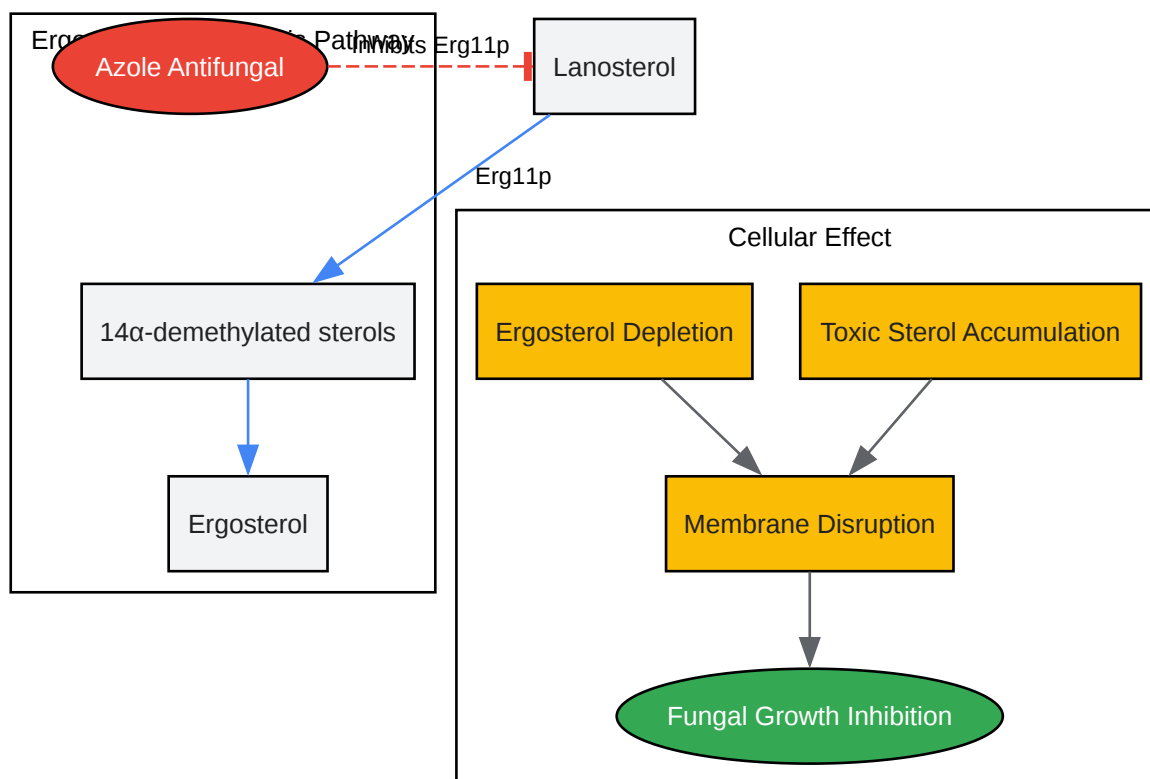 Pathway
Inhibits Erg11p
Azole Antifungal
Lanosterol
Erg11p
Cellular Effect
14α-demethylated sterols
Ergosterol Depletion
Toxic Sterol Accumulation
Ergosterol
Membrane Disruption
Fungal Growth Inhibition